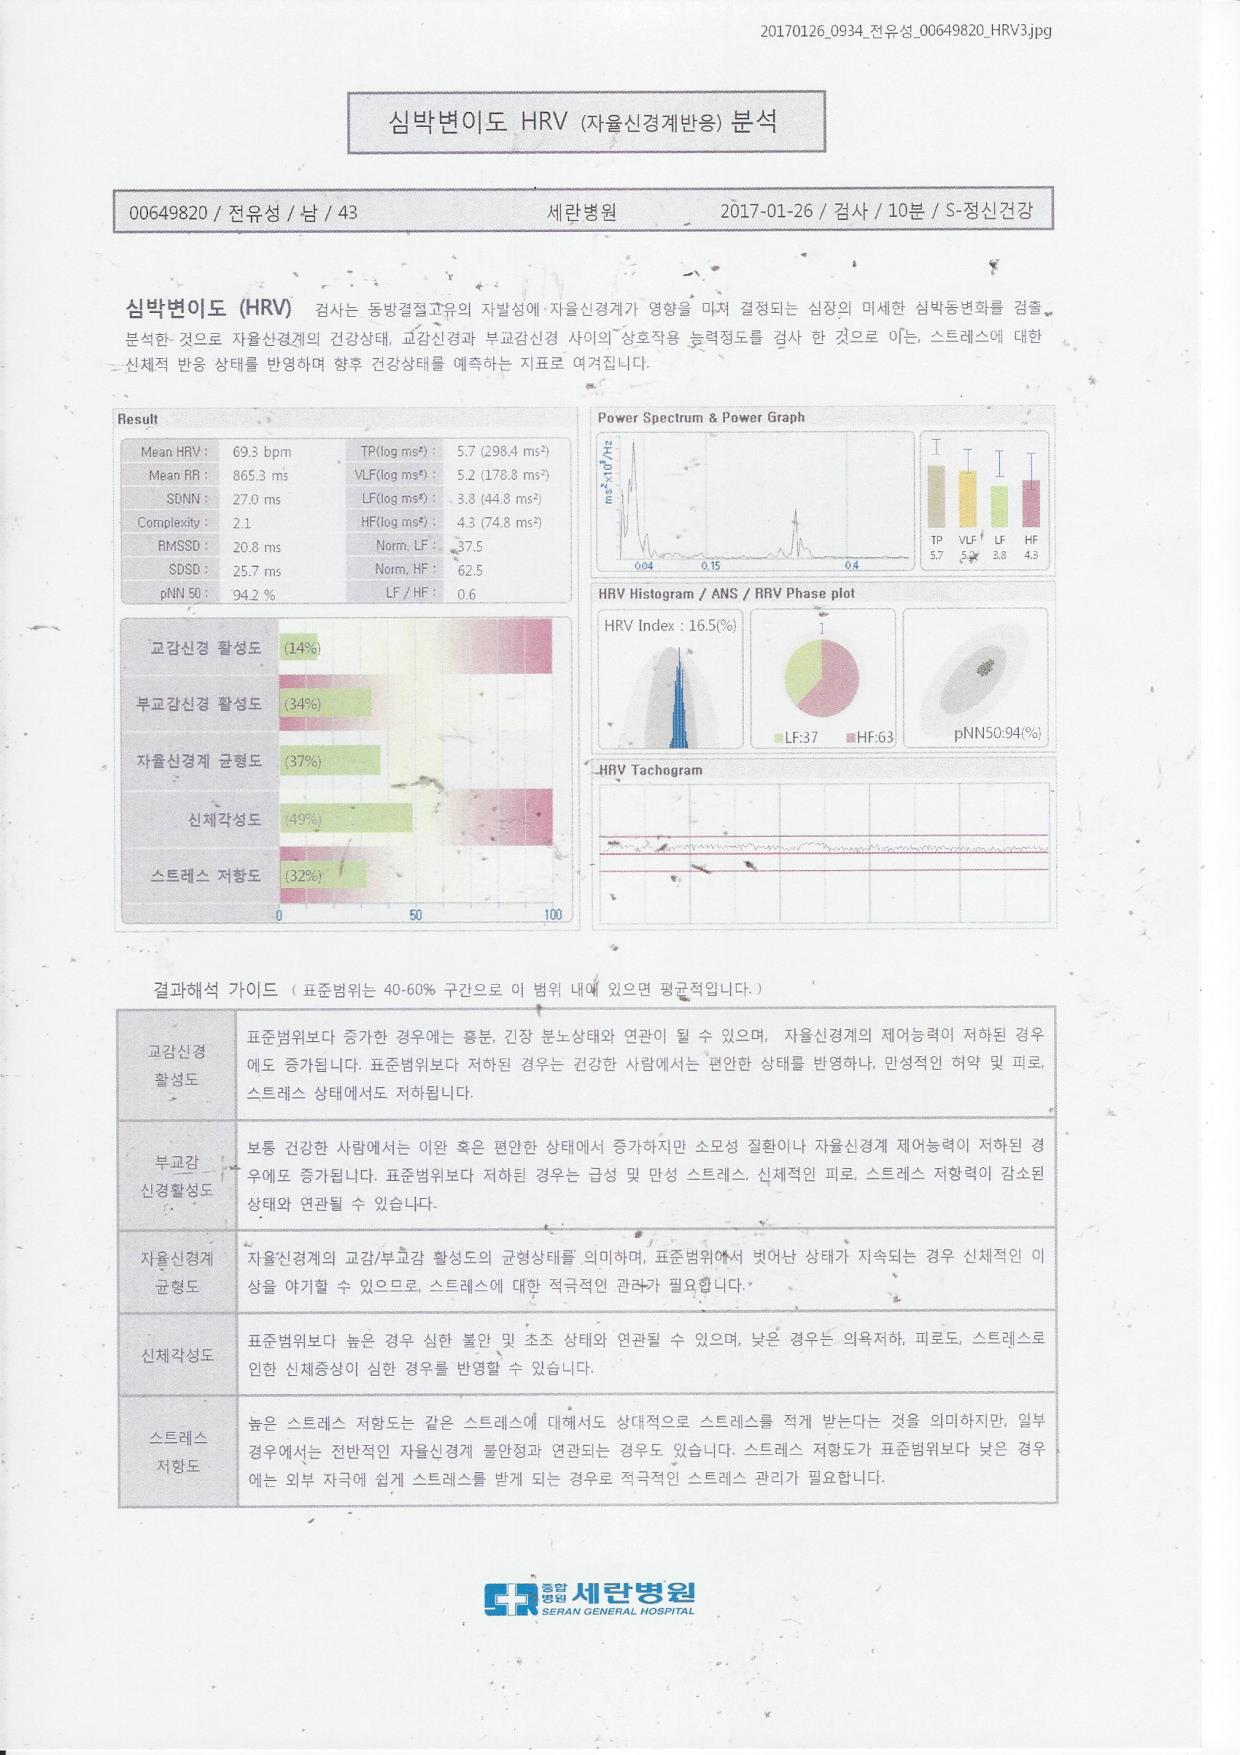 20170126_0934_전유성_00649820_HRV3.jpg
심박변이도 HRV (자율신경계반응) 분석
00649820 / 전유성 / 남 / 43 세란병원 2017-01-26 / 검사 / 10분 / S-정신건강
심박변이도 (HRV) 검사는 동방결절고유의 자발성에 자율신경계가 영향을 미쳐 결정되는 심장의 미세한 심박동변화를 검출
분석한 것으로 자율신경계의 건강상태, 교감신경과 부교감신경 사이의 상호작용 능력정도를 검사 한 것으로 이는, 스트레스에 대한
신체적 반응 상태를 반영하며 향후 건강상태를 예측하는 지표로 여겨집니다.
Result
Mean HRV : 69.3 bpm TP(log ms²) : 5.7 (298.4 ms²)
Mean RR : 865.3 ms VLF(log ms²) : 5.2 (178.8 ms²)
SDNN : 27.0 ms LF(log ms²) : 3.8 (44.8 ms²)
Complexity : 2.1 HF(log ms²) : 4.3 (74.8 ms²)
RMSSD : 20.8 ms Norm, LF : 37.5
SDSD : 25.7 ms Norm, HF : 62.5
pNN 50 : 94.2 % LF / HF : 0.6
교감신경 활성도 (14%)
부교감신경 활성도 (34%)
자율신경계 균형도 (37%)
신체각성도 (49%)
스트레스 저항도 (32%)
0 50 100
Power Spectrum & Power Graph
ms²x10³/Hz
0.04 0.15 0.4
TP VLF LF HF
5.7 5.2 3.8 4.3
HRV Histogram / ANS / RRV Phase plot
HRV Index : 16.5(%)
LF:37 HF:63
pNN50:94(%)
HRV Tachogram
결과해석 가이드 ( 표준범위는 40-60% 구간으로 이 범위 내에 있으면 평균적입니다. )
교감신경
활성도
표준범위보다 증가한 경우에는 흥분, 긴장 분노상태와 연관이 될 수 있으며, 자율신경계의 제어능력이 저하된 경우
에도 증가됩니다. 표준범위보다 저하된 경우는 건강한 사람에서는 편안한 상태를 반영하나, 만성적인 허약 및 피로,
스트레스 상태에서도 저하됩니다.
부교감
신경활성도
보통 건강한 사람에서는 이완 혹은 편안한 상태에서 증가하지만 소모성 질환이나 자율신경계 제어능력이 저하된 경
우에도 증가됩니다. 표준범위보다 저하된 경우는 급성 및 만성 스트레스, 신체적인 피로, 스트레스 저항력이 감소된
상태와 연관될 수 있습니다.
자율신경계
균형도
자율신경계의 교감/부교감 활성도의 균형상태를 의미하며, 표준범위에서 벗어난 상태가 지속되는 경우 신체적인 이
상을 야기할 수 있으므로, 스트레스에 대한 적극적인 관리가 필요합니다.
신체각성도
표준범위보다 높은 경우 심한 불안 및 초조 상태와 연관될 수 있으며, 낮은 경우는 의욕저하, 피로도, 스트레스로
인한 신체증상이 심한 경우를 반영할 수 있습니다.
스트레스
저항도
높은 스트레스 저항도는 같은 스트레스에 대해서도 상대적으로 스트레스를 적게 받는다는 것을 의미하지만, 일부
경우에서는 전반적인 자율신경계 불안정과 연관되는 경우도 있습니다. 스트레스 저항도가 표준범위보다 낮은 경우
에는 외부 자극에 쉽게 스트레스를 받게 되는 경우로 적극적인 스트레스 관리가 필요합니다.
종합
병원 세란병원
SERAN GENERAL HOSPITAL